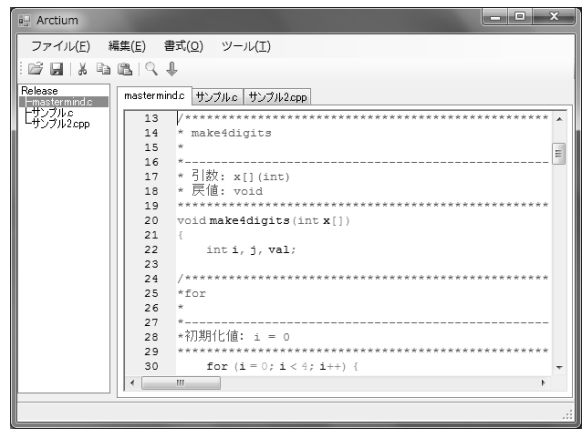 Arctium
ファイル(F) 編集(E) 書式(O) ツール(T)
Release
mastermind.c
サンプル.c
サンプル2.cpp
mastermind.c サンプル.c サンプル2.cpp
13 /**************************************************
14 * make4digits
15 *
16 *--------------------------------------------------
17 * 引数: x[](int)
18 * 戻値: void
19 **************************************************
20 void make4digits(int x[])
21 {
22 int i, j, val;
23
24 /**************************************************
25 *for
26 *
27 *--------------------------------------------------
28 *初期化値: i = 0
29 **************************************************
30 for (i = 0; i < 4; i++) {